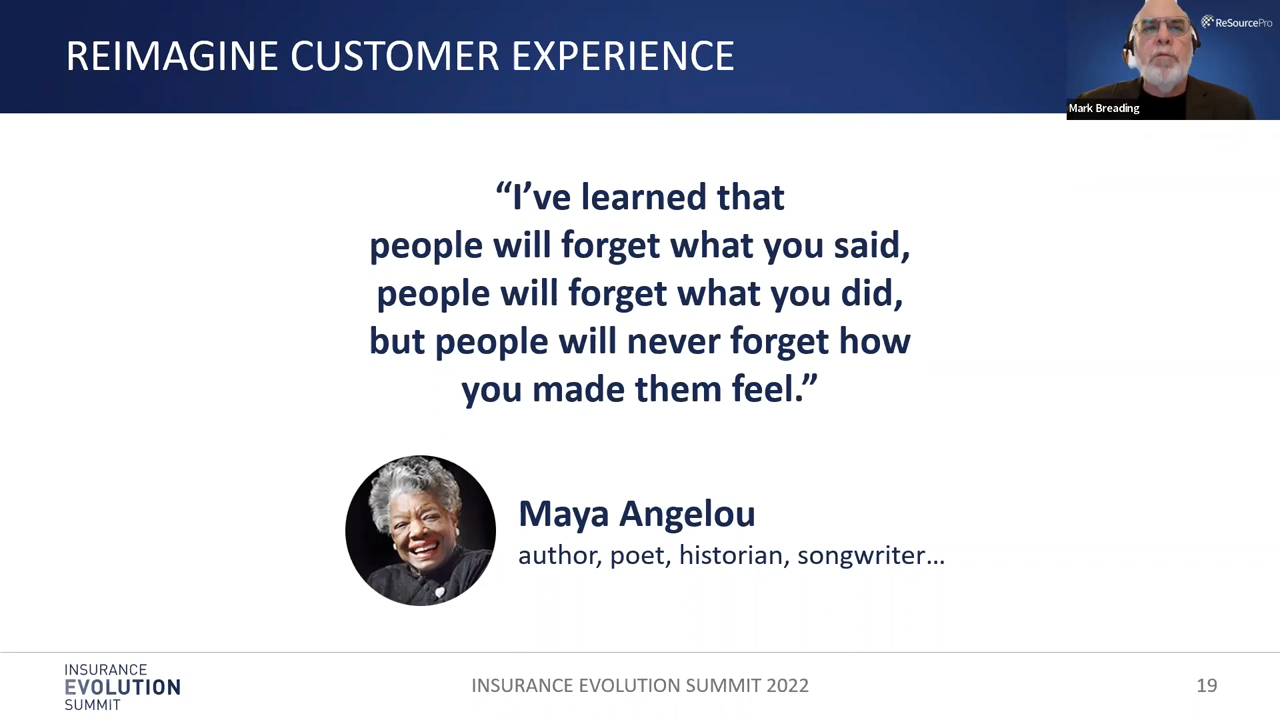 REIMAGINE CUSTOMER EXPERIENCE
ReSourcePro
Mark Breading
“I’ve learned that
people will forget what you said,
people will forget what you did,
but people will never forget how
you made them feel.”
Maya Angelou
author, poet, historian, songwriter…
INSURANCE
EVOLUTION
SUMMIT
INSURANCE EVOLUTION SUMMIT 2022
19